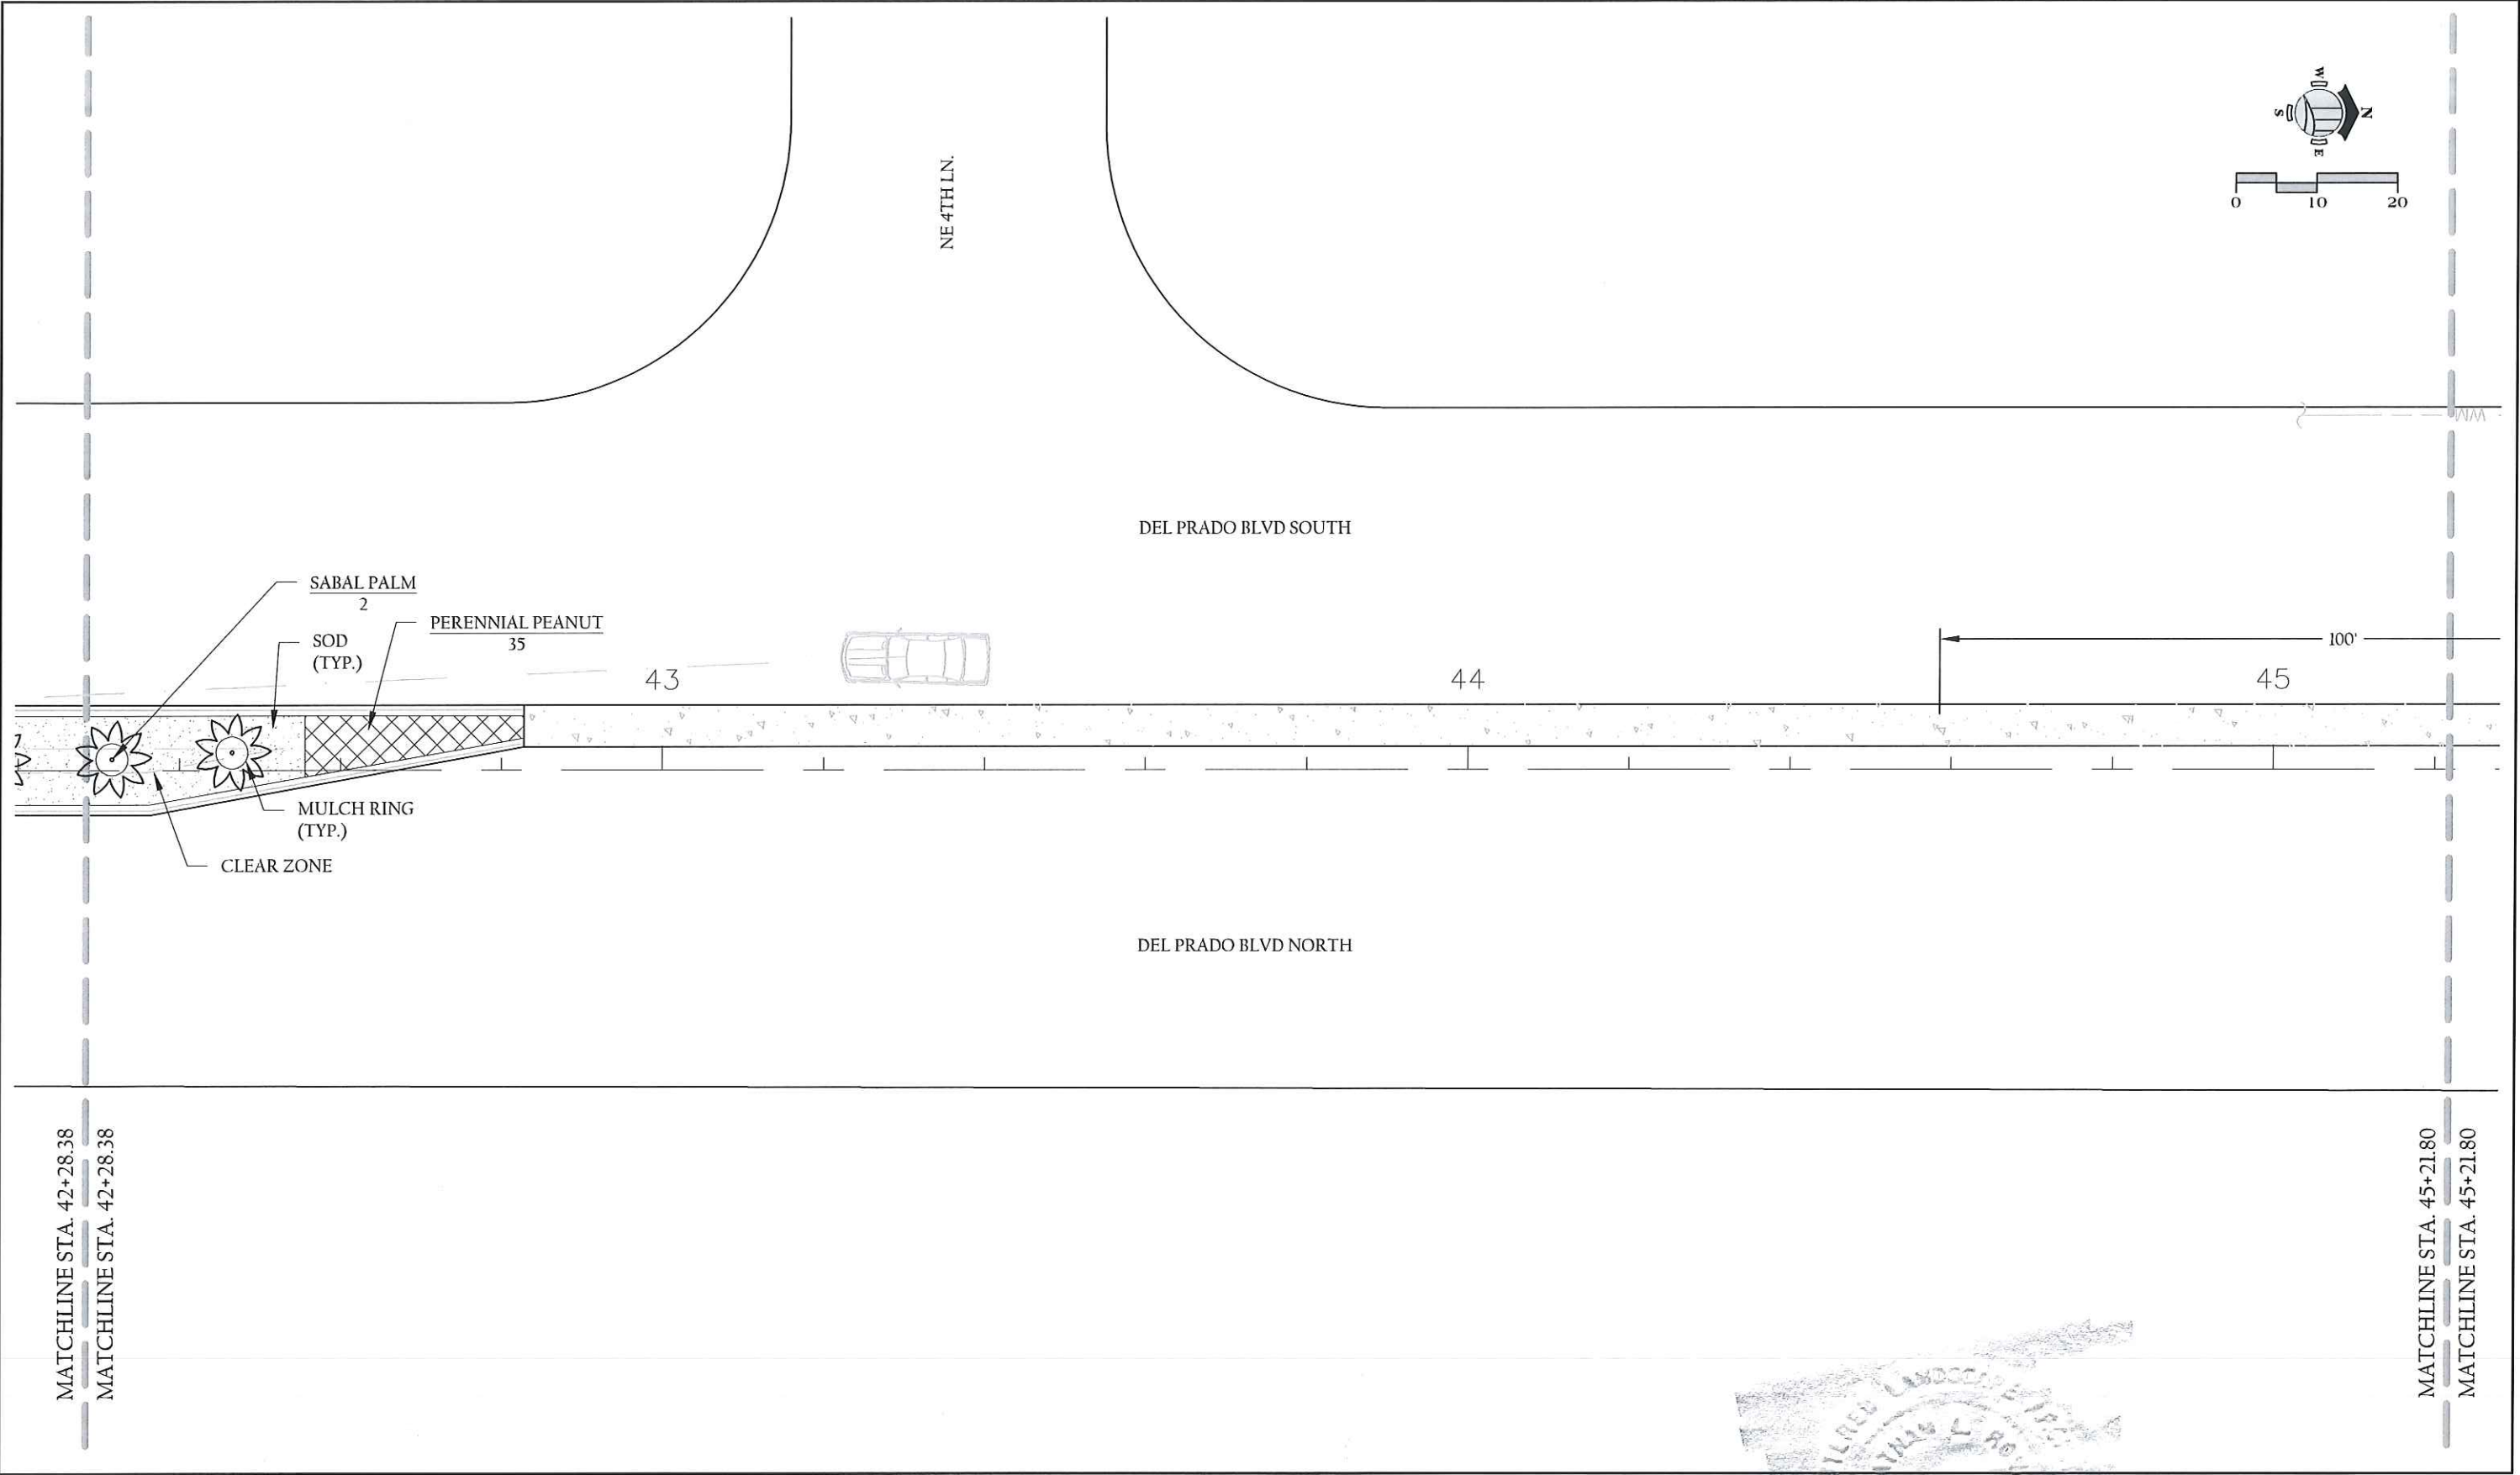 W
N
S
E
0 10 20
NE 4TH LN.
WM
DEL PRADO BLVD SOUTH
SABAL PALM
2
PERENNIAL PEANUT
35
SOD
(TYP.)
100'
43 44 45
MULCH RING
(TYP.)
CLEAR ZONE
DEL PRADO BLVD NORTH
MATCHLINE STA. 42+28.38
MATCHLINE STA. 42+28.38
MATCHLINE STA. 45+21.80
MATCHLINE STA. 45+21.80